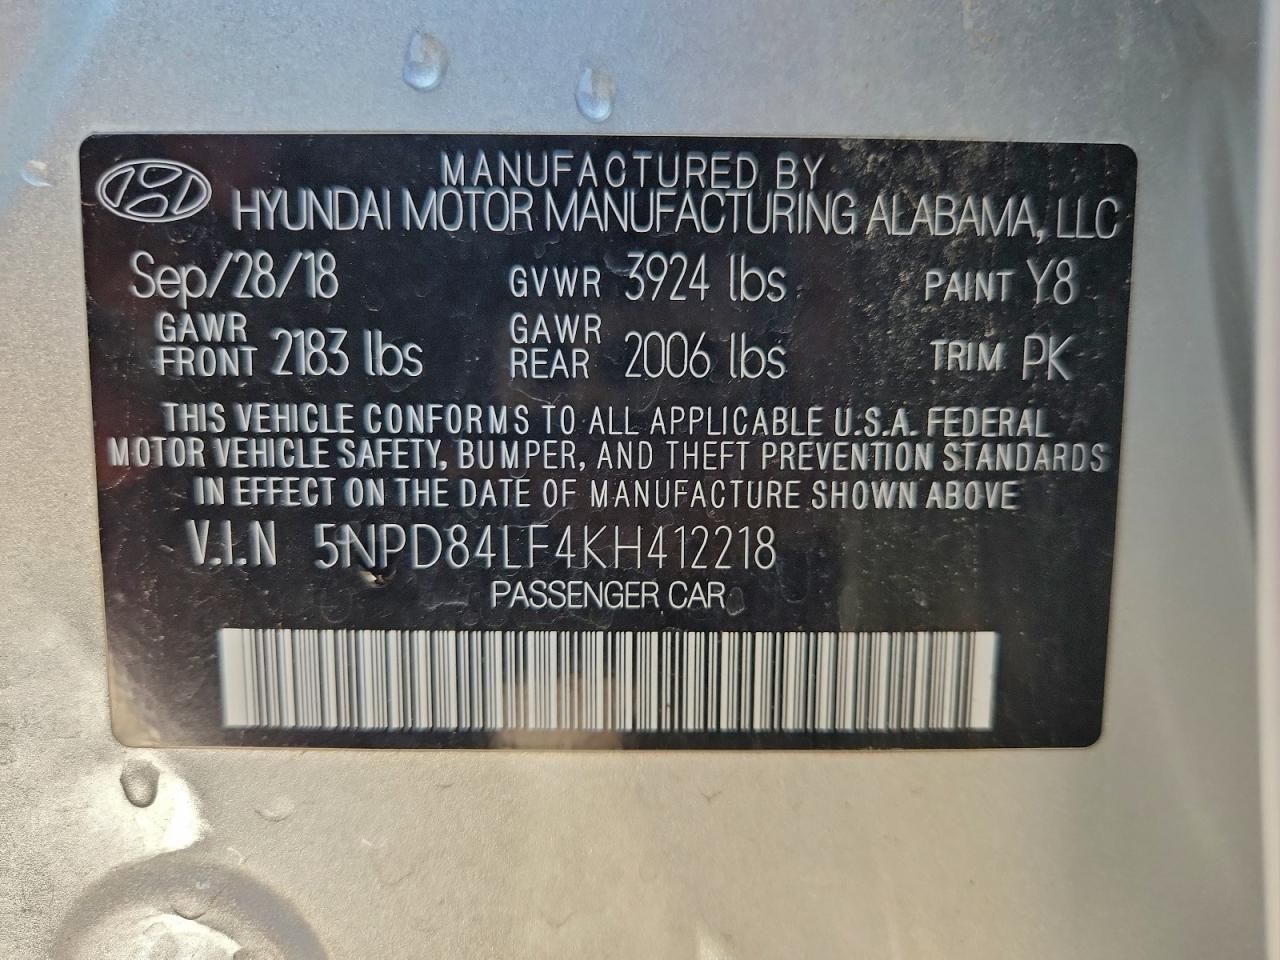 MANUFACTURED BY
HYUNDAI MOTOR MANUFACTURING ALABAMA, LLC
Sep/28/18 GVWR 3924 lbs PAINT Y8
GAWR FRONT 2183 lbs GAWR REAR 2006 lbs TRIM PK
THIS VEHICLE CONFORMS TO ALL APPLICABLE U.S.A. FEDERAL
MOTOR VEHICLE SAFETY, BUMPER, AND THEFT PREVENTION STANDARDS
IN EFFECT ON THE DATE OF MANUFACTURE SHOWN ABOVE
V.I.N 5NPD84LF4KH412218
PASSENGER CAR